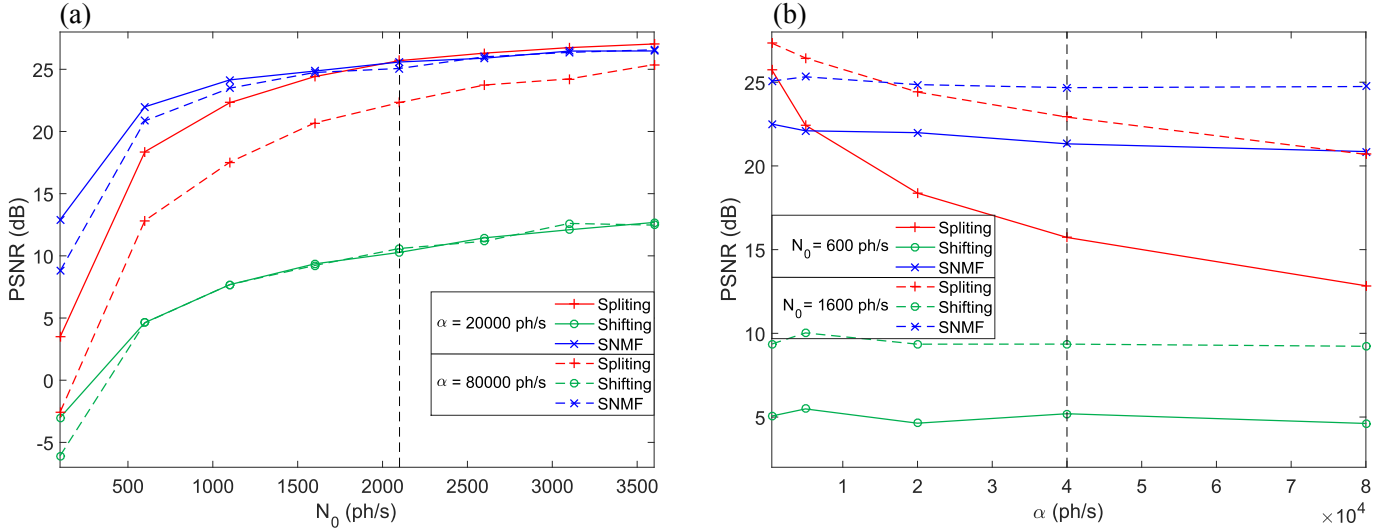 (a)
PSNR (dB)
25
20
15
10
5
0
-5
500 1000 1500 2000 2500 3000 3500
N₀ (ph/s)
α = 20000 ph/s
Spliting
Shifting
SNMF
α = 80000 ph/s
Spliting
Shifting
SNMF
(b)
PSNR (dB)
25
20
15
10
5
1 2 3 4 5 6 7 8
α (ph/s)
×10⁴
N₀ = 600 ph/s
Spliting
Shifting
SNMF
N₀ = 1600 ph/s
Spliting
Shifting
SNMF